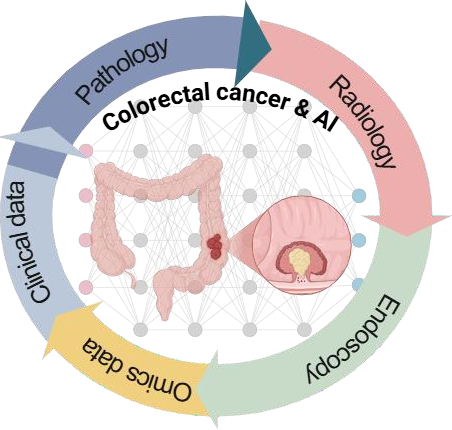 Colorectal cancer & AI
Pathology
Radiology
Endoscopy
Omics data
Clinical data